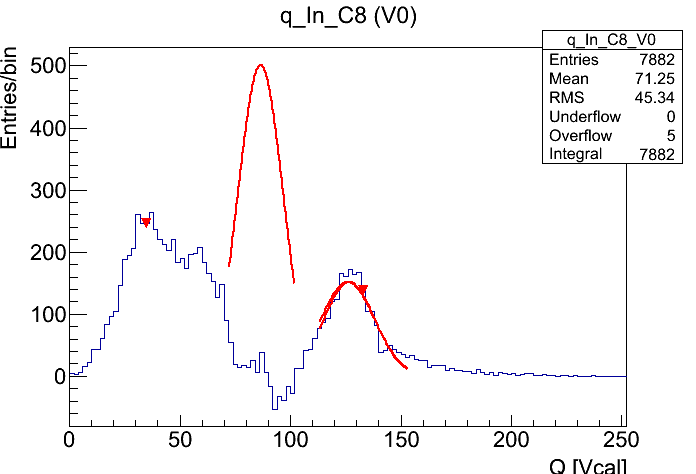 q_In_C8 (V0)
q_In_C8_V0
Entries 7882
Mean 71.25
RMS 45.34
Underflow 0
Overflow 5
Integral 7882
Entries/bin
500
400
300
200
100
0
0 50 100 150 200 250
Q [Vcal]